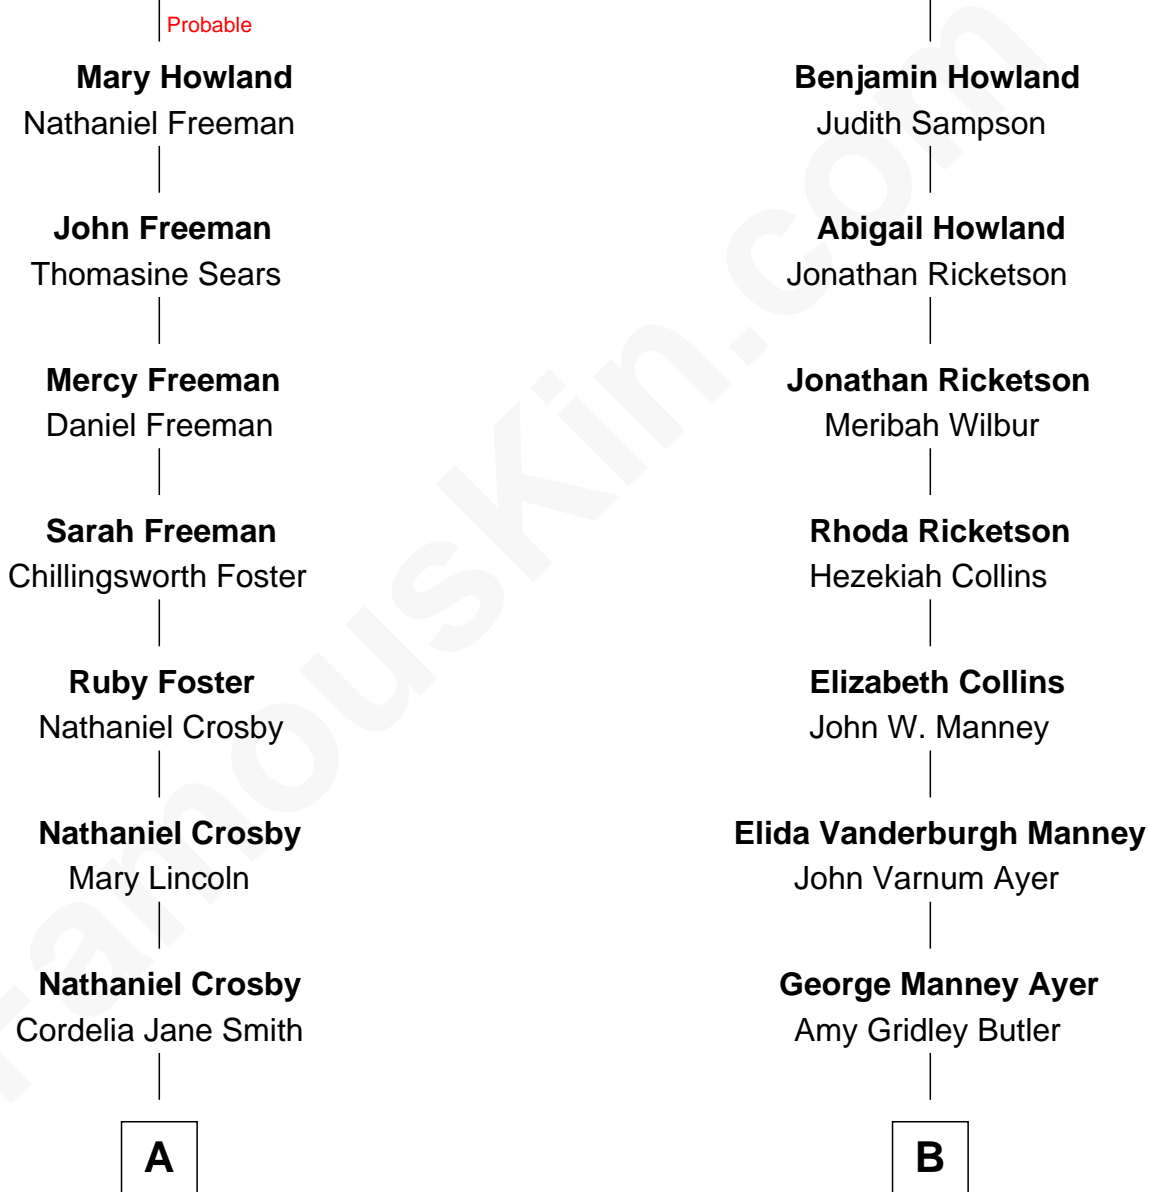 Probable
Mary Howland
Nathaniel Freeman
John Freeman
Thomasine Sears
Mercy Freeman
Daniel Freeman
Sarah Freeman
Chillingsworth Foster
Ruby Foster
Nathaniel Crosby
Nathaniel Crosby
Mary Lincoln
Nathaniel Crosby
Cordelia Jane Smith
A
Benjamin Howland
Judith Sampson
Abigail Howland
Jonathan Ricketson
Jonathan Ricketson
Meribah Wilbur
Rhoda Ricketson
Hezekiah Collins
Elizabeth Collins
John W. Manney
Elida Vanderburgh Manney
John Varnum Ayer
George Manney Ayer
Amy Gridley Butler
B
FamousKin.com